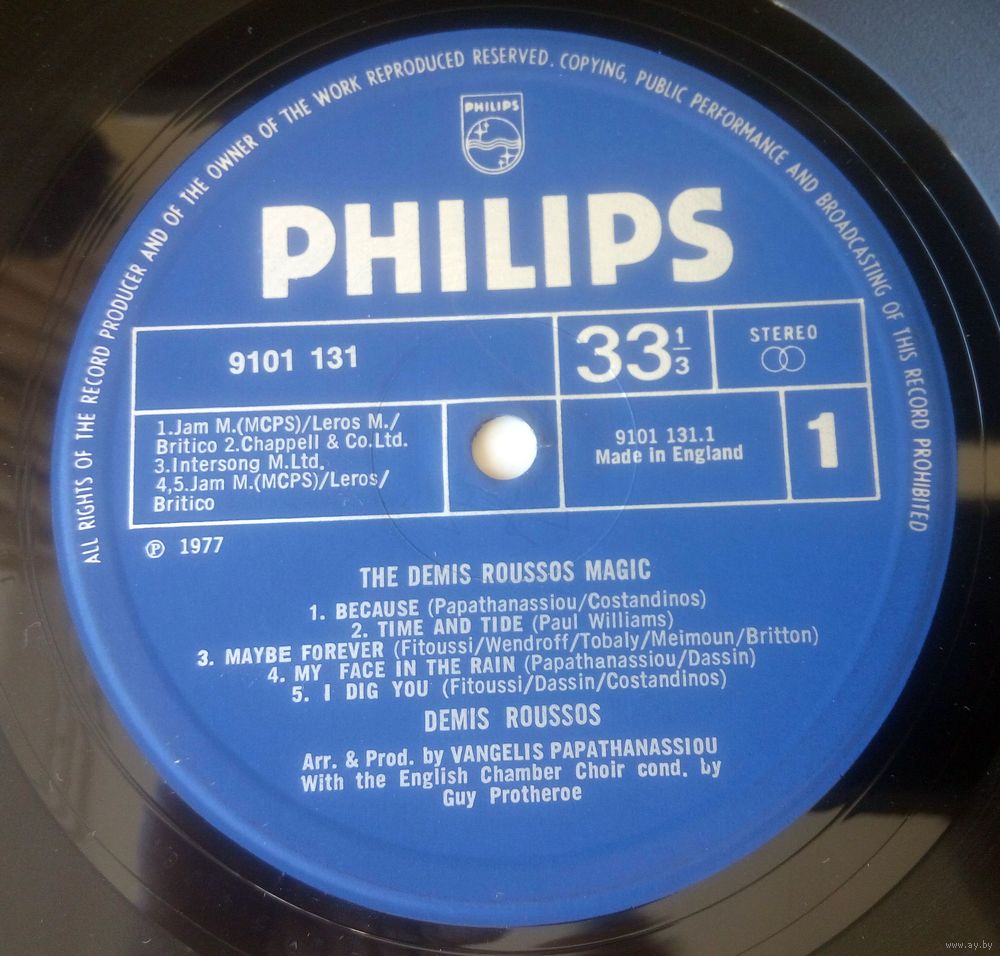 ALL RIGHTS OF THE RECORD PRODUCER AND OF THE OWNER OF THE WORK REPRODUCED RESERVED. COPYING, PUBLIC PERFORMANCE AND BROADCASTING OF THIS RECORD PROHIBITED
PHILIPS
PHILIPS
9101 131
33 1/3
STEREO
1.Jam M.(MCPS)/Leros M./
Britico 2.Chappell & Co.Ltd.
3.Intersong M.Ltd.
4,5.Jam M.(MCPS)/Leros/
Britico
9101 131.1
Made in England
1
℗ 1977
THE DEMIS ROUSSOS MAGIC
1. BECAUSE (Papathanassiou/Costandinos)
2. TIME AND TIDE (Paul Williams)
3. MAYBE FOREVER (Fitoussi/Wendroff/Tobaly/Meimoun/Britton)
4. MY FACE IN THE RAIN (Papathanassiou/Dassin)
5. I DIG YOU (Fitoussi/Dassin/Costandinos)
DEMIS ROUSSOS
Arr. & Prod. by VANGELIS PAPATHANASSIOU
With the English Chamber Choir cond. by
Guy Protheroe
www.ay.by